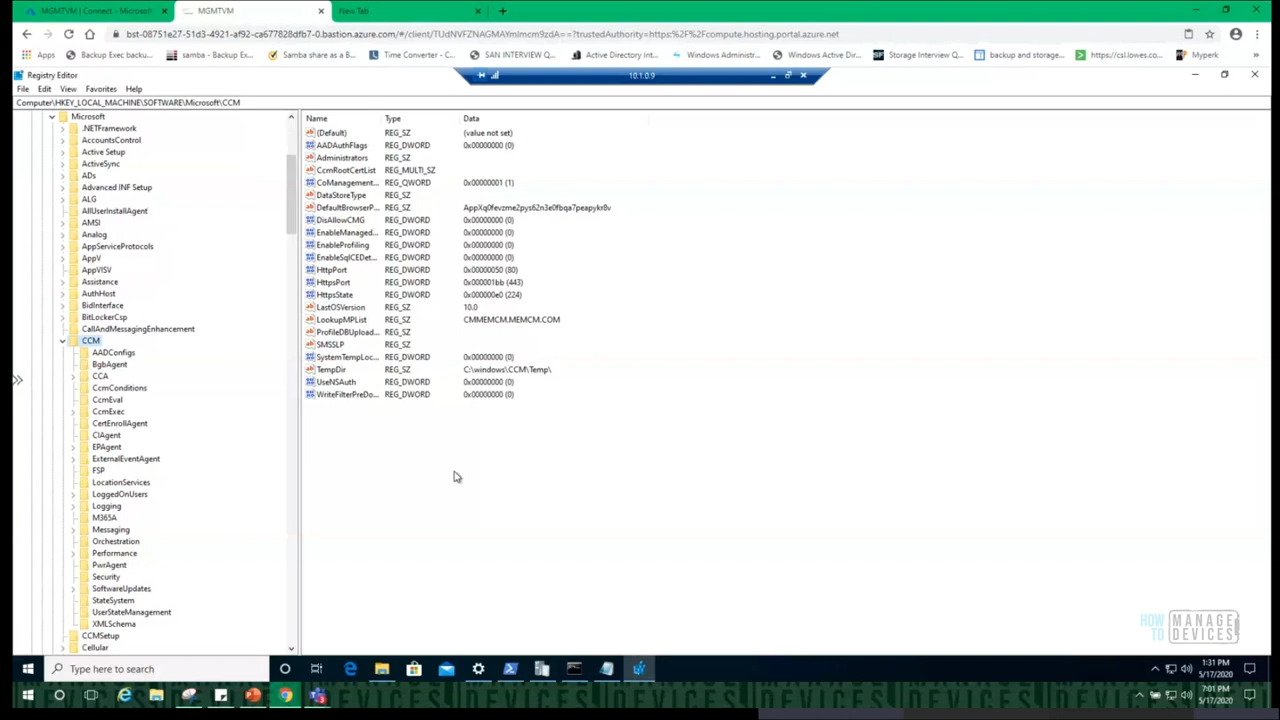 MGMTVM | Connect - Microsoft
MGMTVM
New Tab
bst-08751e27-51d3-4921-af92-ca677828dfb7-0.bastion.azure.com/#/client/TUdNVFZNAGMAYmlmcm9zdA==?trustedAuthority=https:%2F%2Fcompute.hosting.portal.azure.net
Apps Backup Exec backu... samba - Backup Ex... Samba share as a b... Time Converter - C... SAN INTERVIEW Q... Active Directory Int... Windows Administr... Windows Active Dir... Storage Interview Q... backup and storage... https://csl.lowes.co... Myperk
Registry Editor
10.1.0.9
File Edit View Favorites Help
Computer\HKEY_LOCAL_MACHINE\SOFTWARE\Microsoft\CCM
Microsoft
.NETFramework
AccountsControl
Active Setup
ActiveSync
ADs
Advanced INF Setup
ALG
AllUserInstallAgent
AMSI
Analog
AppServiceProtocols
AppV
AppVISV
Assistance
AuthHost
BidInterface
BitLockerCsp
CallAndMessagingEnhancement
CCM
AADConfigs
BgbAgent
CCA
CcmConditions
CcmEval
CcmExec
CertEnrollAgent
CIAgent
EPAgent
ExternalEventAgent
FSP
LocationServices
LoggedOnUsers
Logging
M365A
Messaging
Orchestration
Performance
PwrAgent
Security
SoftwareUpdates
StateSystem
UserStateManagement
XMLSchema
CCMSetup
Cellular
Name Type Data
(Default) REG_SZ (value not set)
AADAuthFlags REG_DWORD 0x00000000 (0)
Administrators REG_SZ
CcmRootCertList REG_MULTI_SZ
CoManagement... REG_QWORD 0x00000001 (1)
DataStoreType REG_SZ
DefaultBrowserP... REG_SZ AppXq0fevzme2pys62n3e0fbqa7peapykr8v
DisAllowCMG REG_DWORD 0x00000000 (0)
EnableManaged... REG_DWORD 0x00000000 (0)
EnableProfiling REG_DWORD 0x00000000 (0)
EnableSqlCEDet... REG_DWORD 0x00000000 (0)
HttpPort REG_DWORD 0x00000050 (80)
HttpsPort REG_DWORD 0x000001bb (443)
HttpsState REG_DWORD 0x000000e0 (224)
LastOSVersion REG_SZ 10.0
LookupMPList REG_SZ CMMEMCM.MEMCM.COM
ProfileDBUpload... REG_SZ
SMSSLP REG_SZ
SystemTempLoc... REG_DWORD 0x00000000 (0)
TempDir REG_SZ C:\windows\CCM\Temp\
UseNSAuth REG_DWORD 0x00000000 (0)
WriteFilterPreDo... REG_DWORD 0x00000000 (0)
HOW TO MANAGE DEVICES
Type here to search
1:31 PM
5/17/2020
7:01 PM
5/17/2020